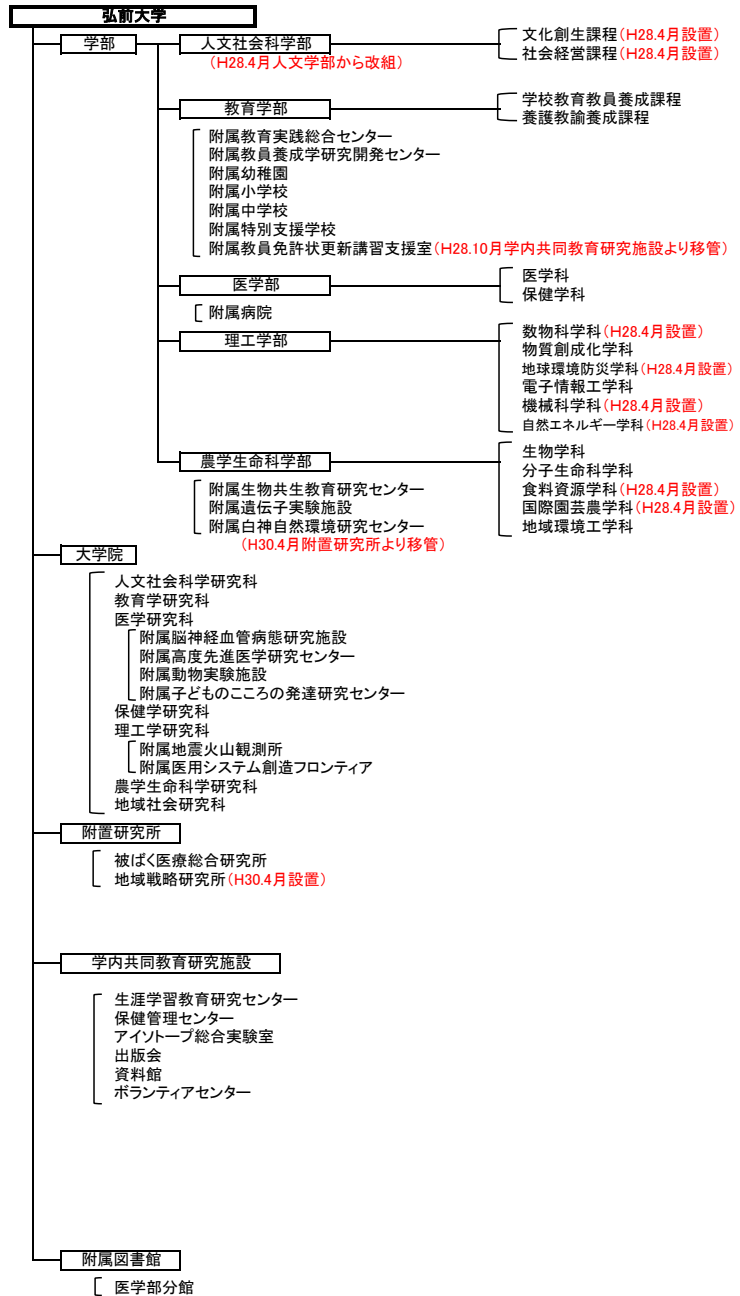 弘前大学
学部
人文社会科学部
(H28.4月人文学部から改組)
文化創生課程(H28.4月設置)
社会経営課程(H28.4月設置)
教育学部
学校教育教員養成課程
養護教諭養成課程
附属教育実践総合センター
附属教員養成学研究開発センター
附属幼稚園
附属小学校
附属中学校
附属特別支援学校
附属教員免許状更新講習支援室(H28.10月学内共同教育研究施設より移管)
医学部
医学科
保健学科
附属病院
理工学部
数物科学科(H28.4月設置)
物質創成化学科
地球環境防災学科(H28.4月設置)
電子情報工学科
機械科学科(H28.4月設置)
自然エネルギー学科(H28.4月設置)
農学生命科学部
生物学科
分子生命科学科
食料資源学科(H28.4月設置)
国際園芸農学科(H28.4月設置)
地域環境工学科
附属生物共生教育研究センター
附属遺伝子実験施設
附属白神自然環境研究センター
(H30.4月附置研究所より移管)
大学院
人文社会科学研究科
教育学研究科
医学研究科
附属脳神経血管病態研究施設
附属高度先進医学研究センター
附属動物実験施設
附属子どものこころの発達研究センター
保健学研究科
理工学研究科
附属地震火山観測所
附属医用システム創造フロンティア
農学生命科学研究科
地域社会研究科
附置研究所
被ばく医療総合研究所
地域戦略研究所(H30.4月設置)
学内共同教育研究施設
生涯学習教育研究センター
保健管理センター
アイソトープ総合実験室
出版会
資料館
ボランティアセンター
附属図書館
医学部分館